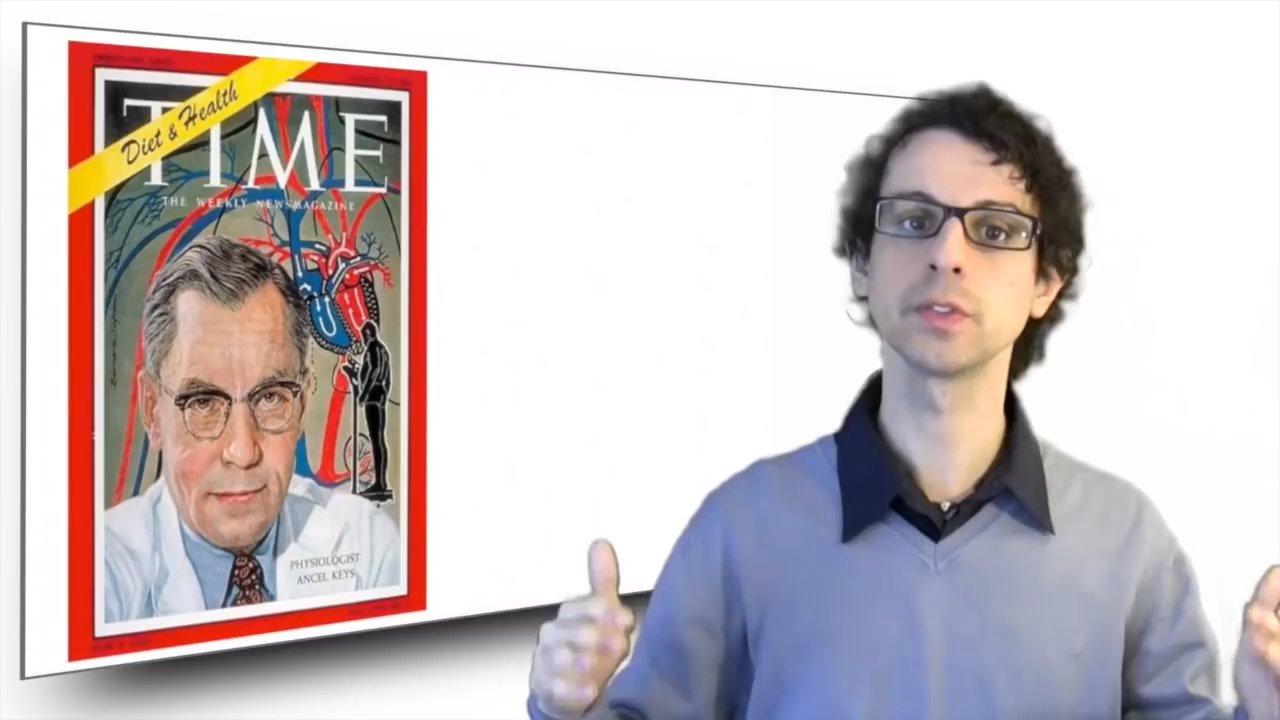 Diet & Health
TIME
THE WEEKLY NEWSMAGAZINE
PHYSIOLOGIST
ANCEL KEYS